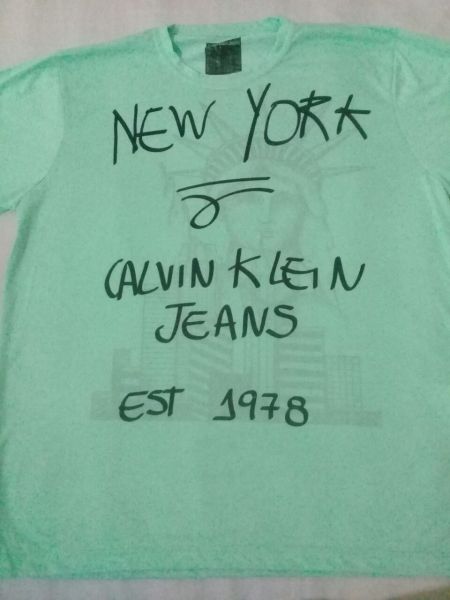 NEW YORK
CALVIN KLEIN
JEANS
EST 1978